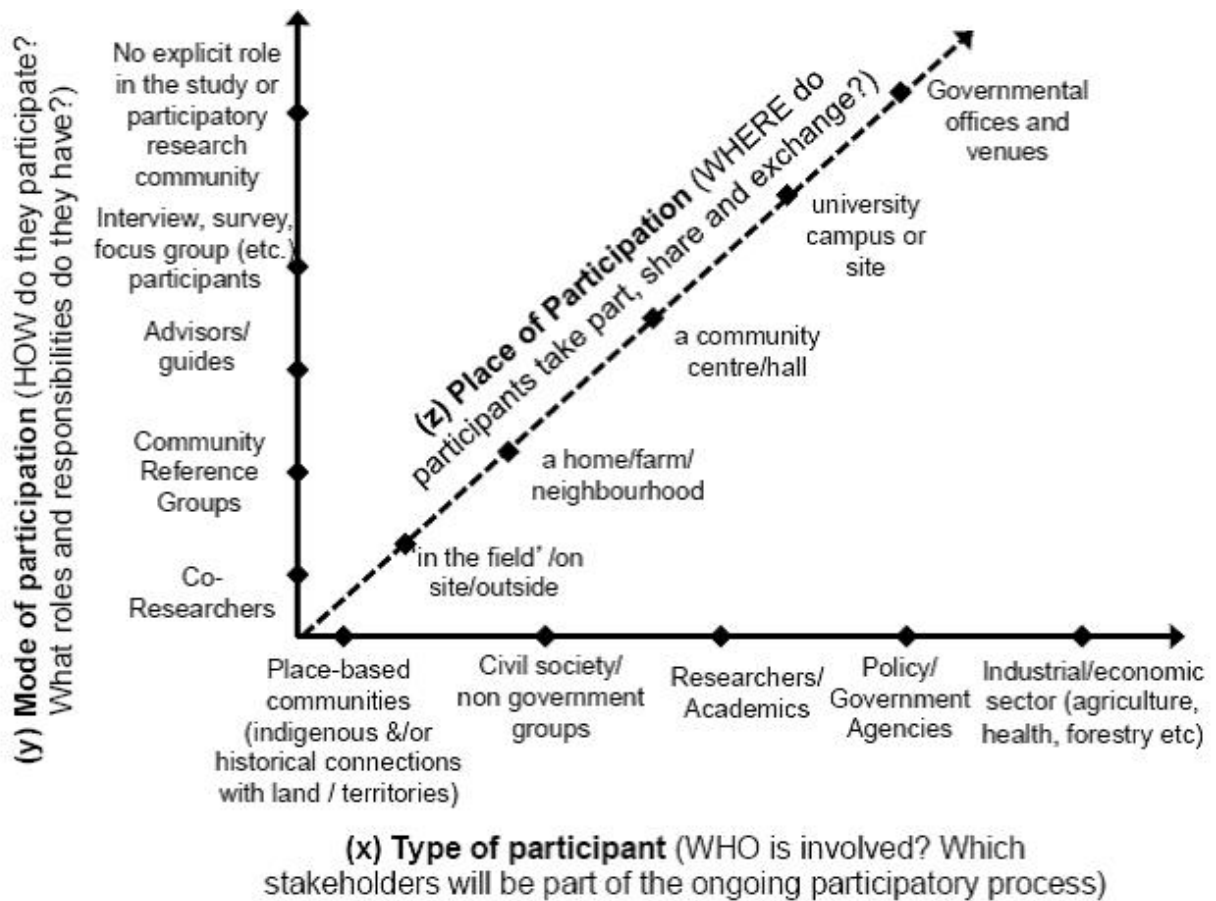 (y) Mode of participation (HOW do they participate?
What roles and responsibilities do they have?)
No explicit role
in the study or
participatory
research
community
Interview, survey,
focus group (etc.)
participants
Advisors/
guides
Community
Reference
Groups
Co-
Researchers
(z) Place of Participation (WHERE do
participants take part, share and exchange?)
Governmental
offices and
venues
university
campus or
site
a community
centre/hall
a home/farm/
neighbourhood
'in the field' /on
site/outside
Place-based
communities
(indigenous &/or
historical connections
with land / territories)
Civil society/
non government
groups
Researchers/
Academics
Policy/
Government
Agencies
Industrial/economic
sector (agriculture,
health, forestry etc)
(x) Type of participant (WHO is involved? Which
stakeholders will be part of the ongoing participatory process)